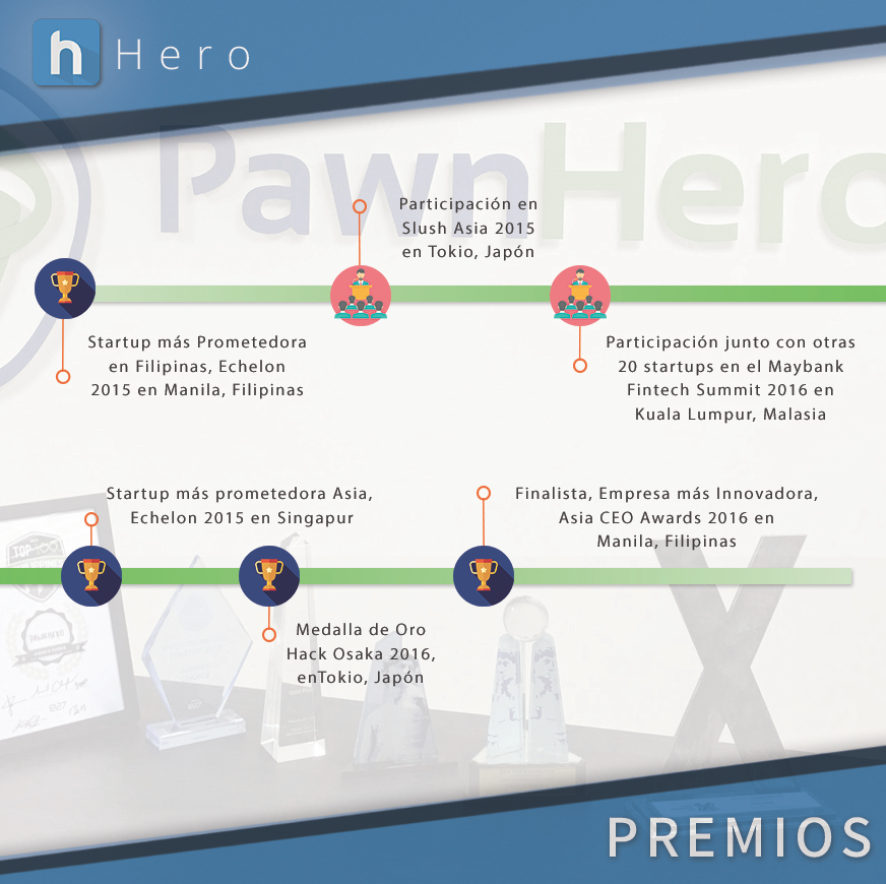 h Hero
PawnHero
Participación en
Slush Asia 2015
en Tokio, Japón
Startup más Prometedora
en Filipinas, Echelon
2015 en Manila, Filipinas
Participación junto con otras
20 startups en el Maybank
Fintech Summit 2016 en
Kuala Lumpur, Malasia
Startup más prometedora Asia,
Echelon 2015 en Singapur
Finalista, Empresa más Innovadora,
Asia CEO Awards 2016 en
Manila, Filipinas
Medalla de Oro
Hack Osaka 2016,
enTokio, Japón
TOP100
PREMIOS